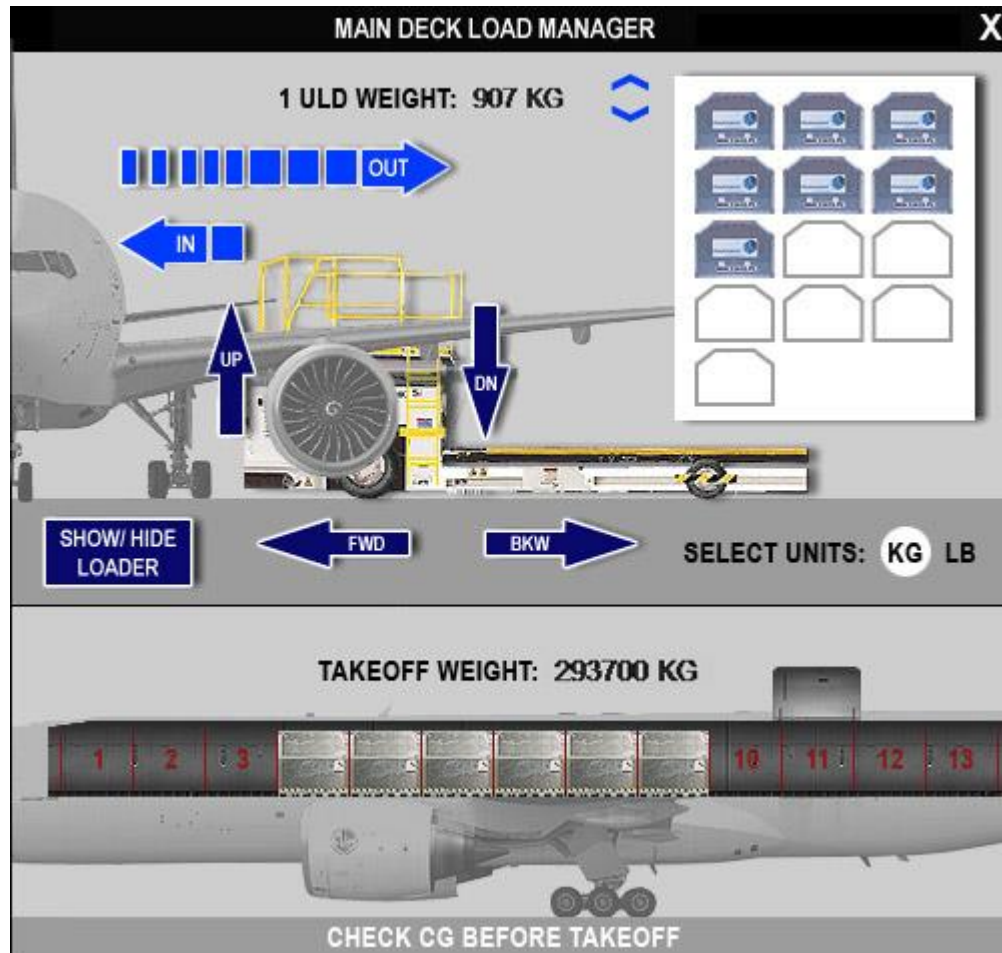 MAIN DECK LOAD MANAGER
X
1 ULD WEIGHT: 907 KG
OUT
IN
UP
DN
SHOW/ HIDE
LOADER
FWD
BKW
SELECT UNITS: KG LB
TAKEOFF WEIGHT: 293700 KG
1 2 3 10 11 12 13
CHECK CG BEFORE TAKEOFF